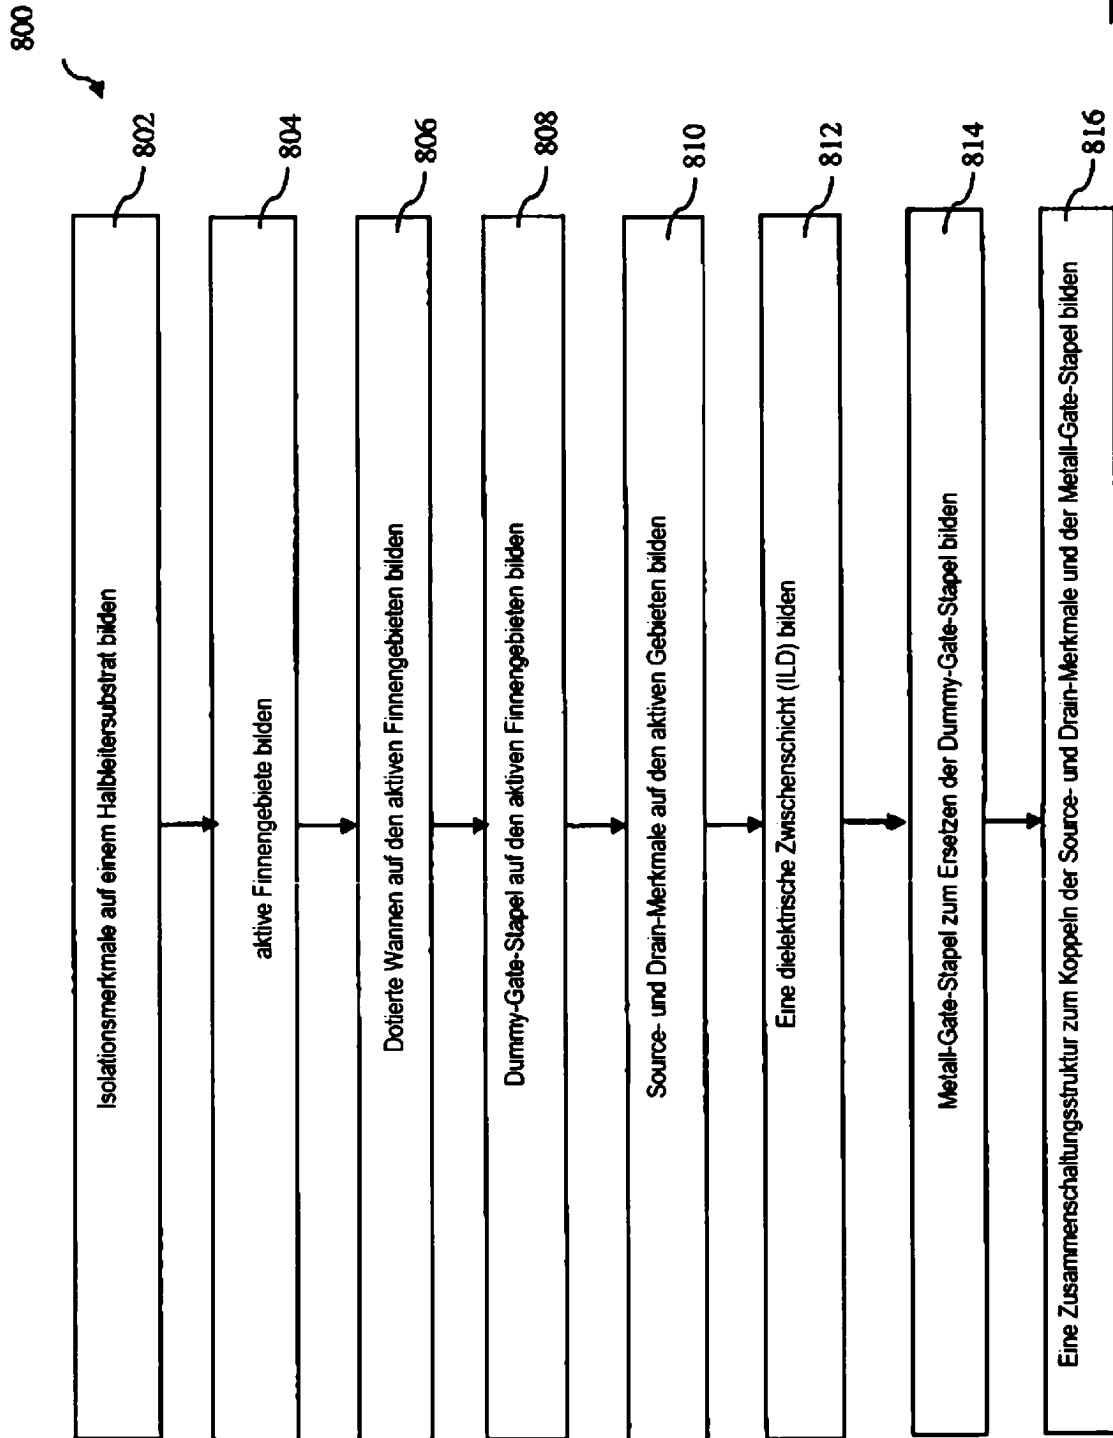 800
Isolationsmerkmale auf einem Halbleitersubstrat bilden
802
aktive Finnengebiete bilden
804
Dotierte Wannen auf den aktiven Finnengebieten bilden
806
Dummy-Gate-Stapel auf den aktiven Finnengebieten bilden
808
Source- und Drain-Merkmale auf den aktiven Gebieten bilden
810
Eine dielektrische Zwischenschicht (ILD) bilden
812
Metall-Gate-Stapel zum Ersetzen der Dummy-Gate-Stapel bilden
814
Eine Zusammenschaltungsstruktur zum Koppeln der Source- und Drain-Merkmale und der Metall-Gate-Stapel bilden
816